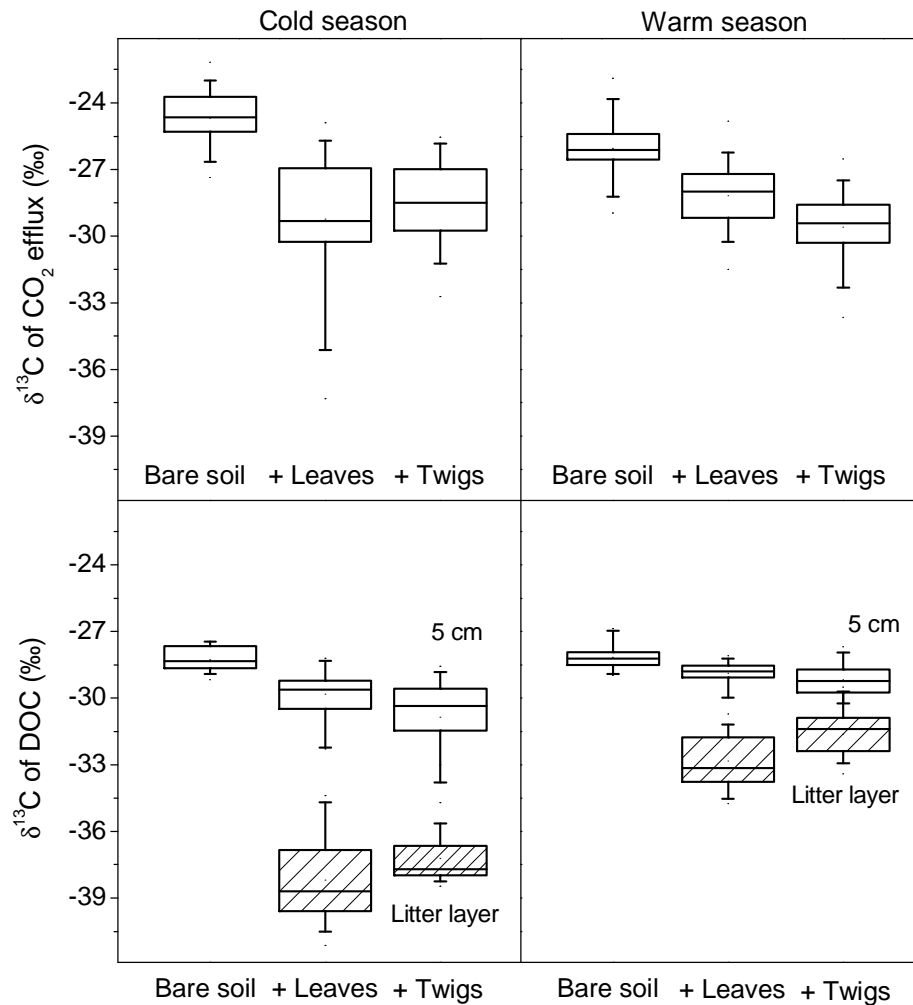 Cold season
Warm season
δ¹³C of CO₂ efflux (‰)
-24
-27
-30
-33
-36
-39
Bare soil + Leaves + Twigs
Bare soil + Leaves + Twigs
δ¹³C of DOC (‰)
-24
-27
-30
-33
-36
-39
5 cm
Litter layer
5 cm
Litter layer
Bare soil + Leaves + Twigs
Bare soil + Leaves + Twigs